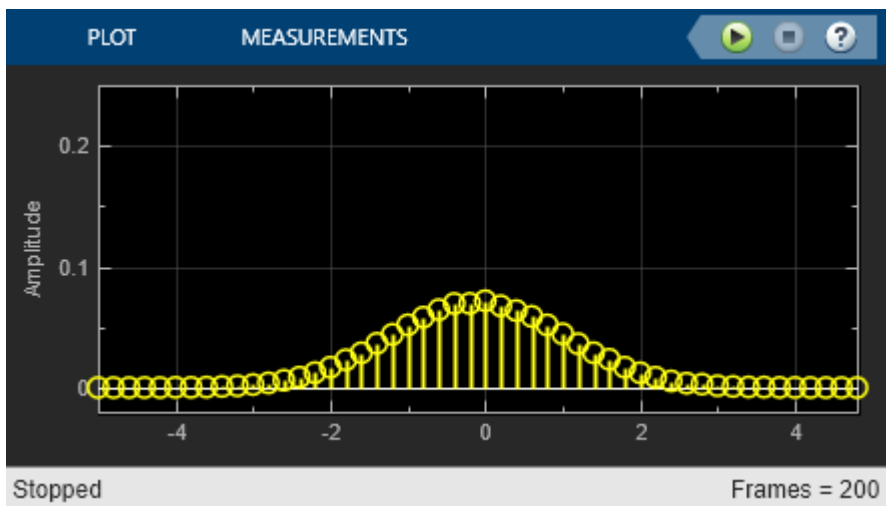 PLOT MEASUREMENTS ?
0.2
0.1
0
Amplitude
-4 -2 0 2 4
Stopped Frames = 200